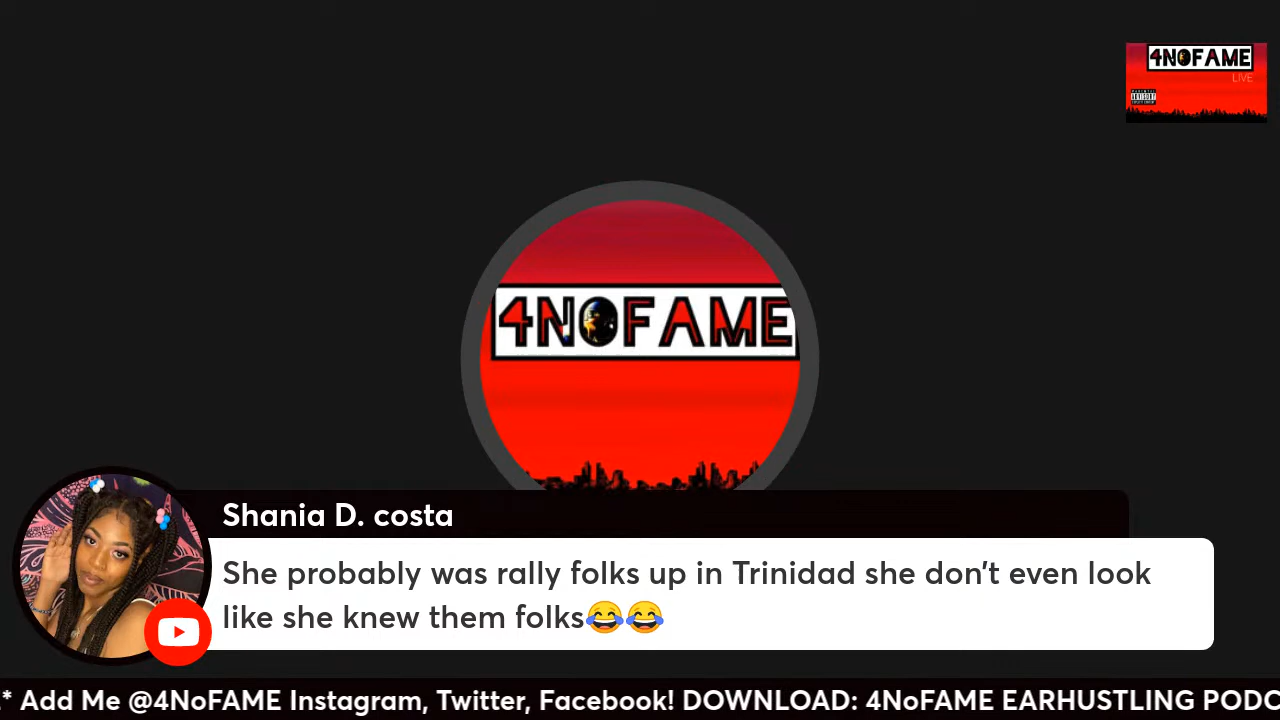 4NOFAME
LIVE
4NOFAME
Shania D. costa
She probably was rally folks up in Trinidad she don't even look
like she knew them folks😂😂
* Add Me @4NoFAME Instagram, Twitter, Facebook! DOWNLOAD: 4NoFAME EARHUSTLING PODC